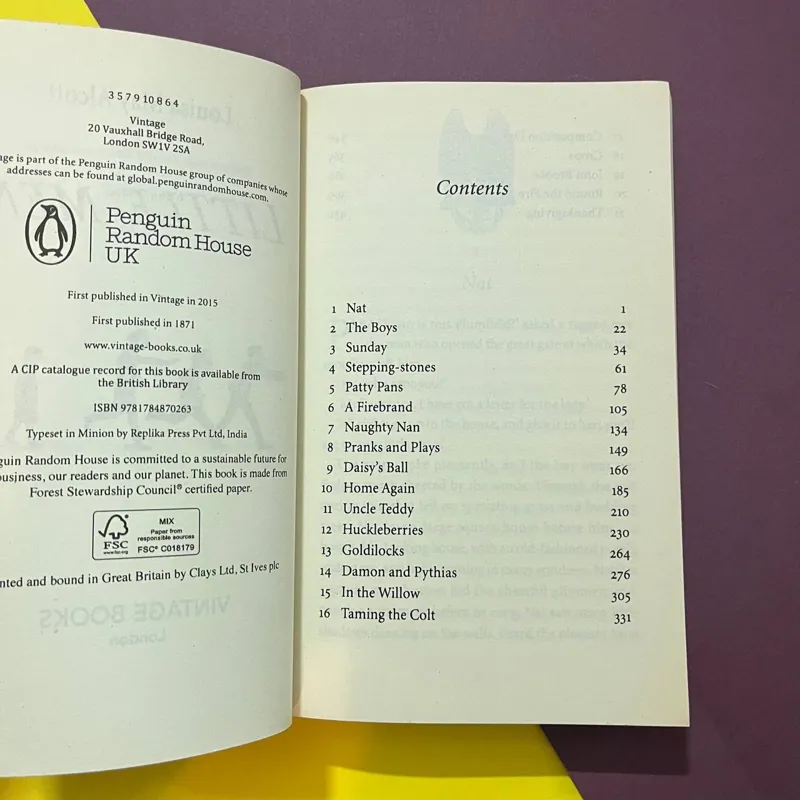 3 5 7 9 10 8 6 4
Vintage
20 Vauxhall Bridge Road,
London SW1V 2SA
is part of the Penguin Random House group of companies whose
addresses can be found at global.penguinrandomhouse.com.
Penguin
Random House
UK
First published in Vintage in 2015
First published in 1871
www.vintage-books.co.uk
A CIP catalogue record for this book is available from
the British Library
ISBN 9781784870263
Typeset in Minion by Replika Press Pvt Ltd, India
Random House is committed to a sustainable future for
our readers and our planet. This book is made from
Forest Stewardship Council® certified paper.
FSC
www.fsc.org
MIX
Paper from
responsible sources
FSC® C018179
and bound in Great Britain by Clays Ltd, St Ives plc
VINTAGE BOOKS
London
Contents
1 Nat 1
2 The Boys 22
3 Sunday 34
4 Stepping-stones 61
5 Patty Pans 78
6 A Firebrand 105
7 Naughty Nan 134
8 Pranks and Plays 149
9 Daisy's Ball 166
10 Home Again 185
11 Uncle Teddy 210
12 Huckleberries 230
13 Goldilocks 264
14 Damon and Pythias 276
15 In the Willow 305
16 Taming the Colt 331